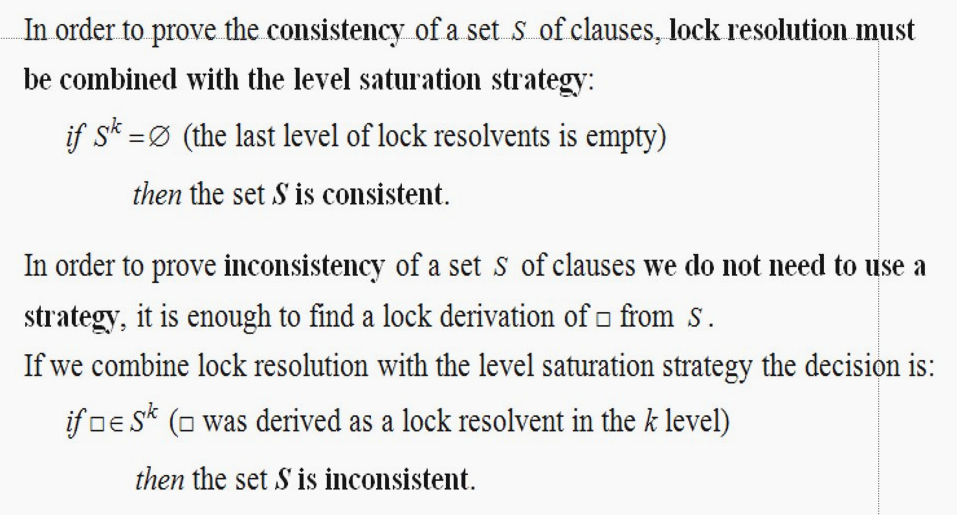 In order to prove the consistency of a set S of clauses, lock resolution must
be combined with the level saturation strategy:
if S^k = ∅ (the last level of lock resolvents is empty)
then the set S is consistent.
In order to prove inconsistency of a set S of clauses we do not need to use a
strategy, it is enough to find a lock derivation of □ from S.
If we combine lock resolution with the level saturation strategy the decision is:
if □ ∈ S^k (□ was derived as a lock resolvent in the k level)
then the set S is inconsistent.